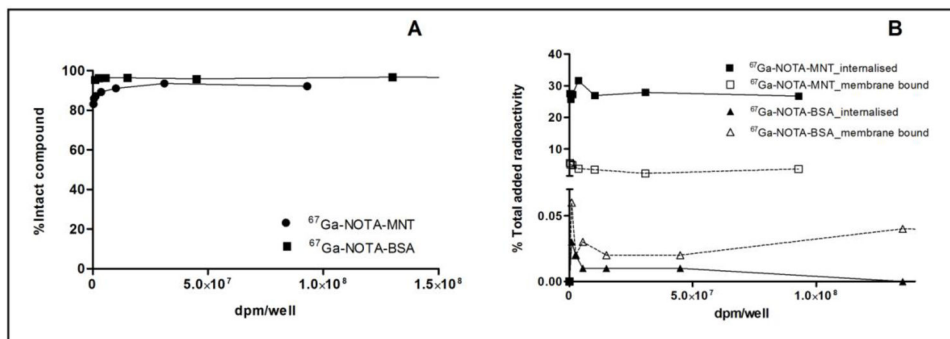 A
%Intact compound
100
80
60
40
20
0
0
5.0×10⁷
1.0×10⁸
1.5×10⁸
dpm/well
⁶⁷Ga-NOTA-MNT
⁶⁷Ga-NOTA-BSA
B
% Total added radioactivity
40
30
20
10
0.05
0.00
0
5.0×10⁷
1.0×10⁸
dpm/well
⁶⁷Ga-NOTA-MNT_internalised
⁶⁷Ga-NOTA-MNT_membrane bound
⁶⁷Ga-NOTA-BSA_internalised
⁶⁷Ga-NOTA-BSA_membrane bound